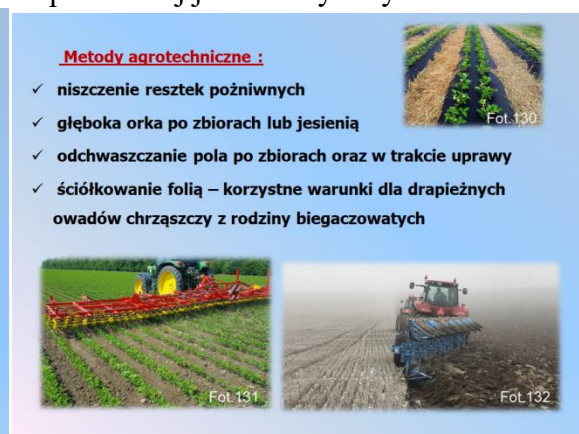 Metody agrotechniczne :
Fot.130
✓ niszczenie resztek pożniwnych
✓ głęboka orka po zbiorach lub jesienią
✓ odchwaszczanie pola po zbiorach oraz w trakcie uprawy
✓ ściółkowanie folią – korzystne warunki dla drapieżnych
owadów chrząszczy z rodziny biegaczowatych
Fot.131
Fot.132